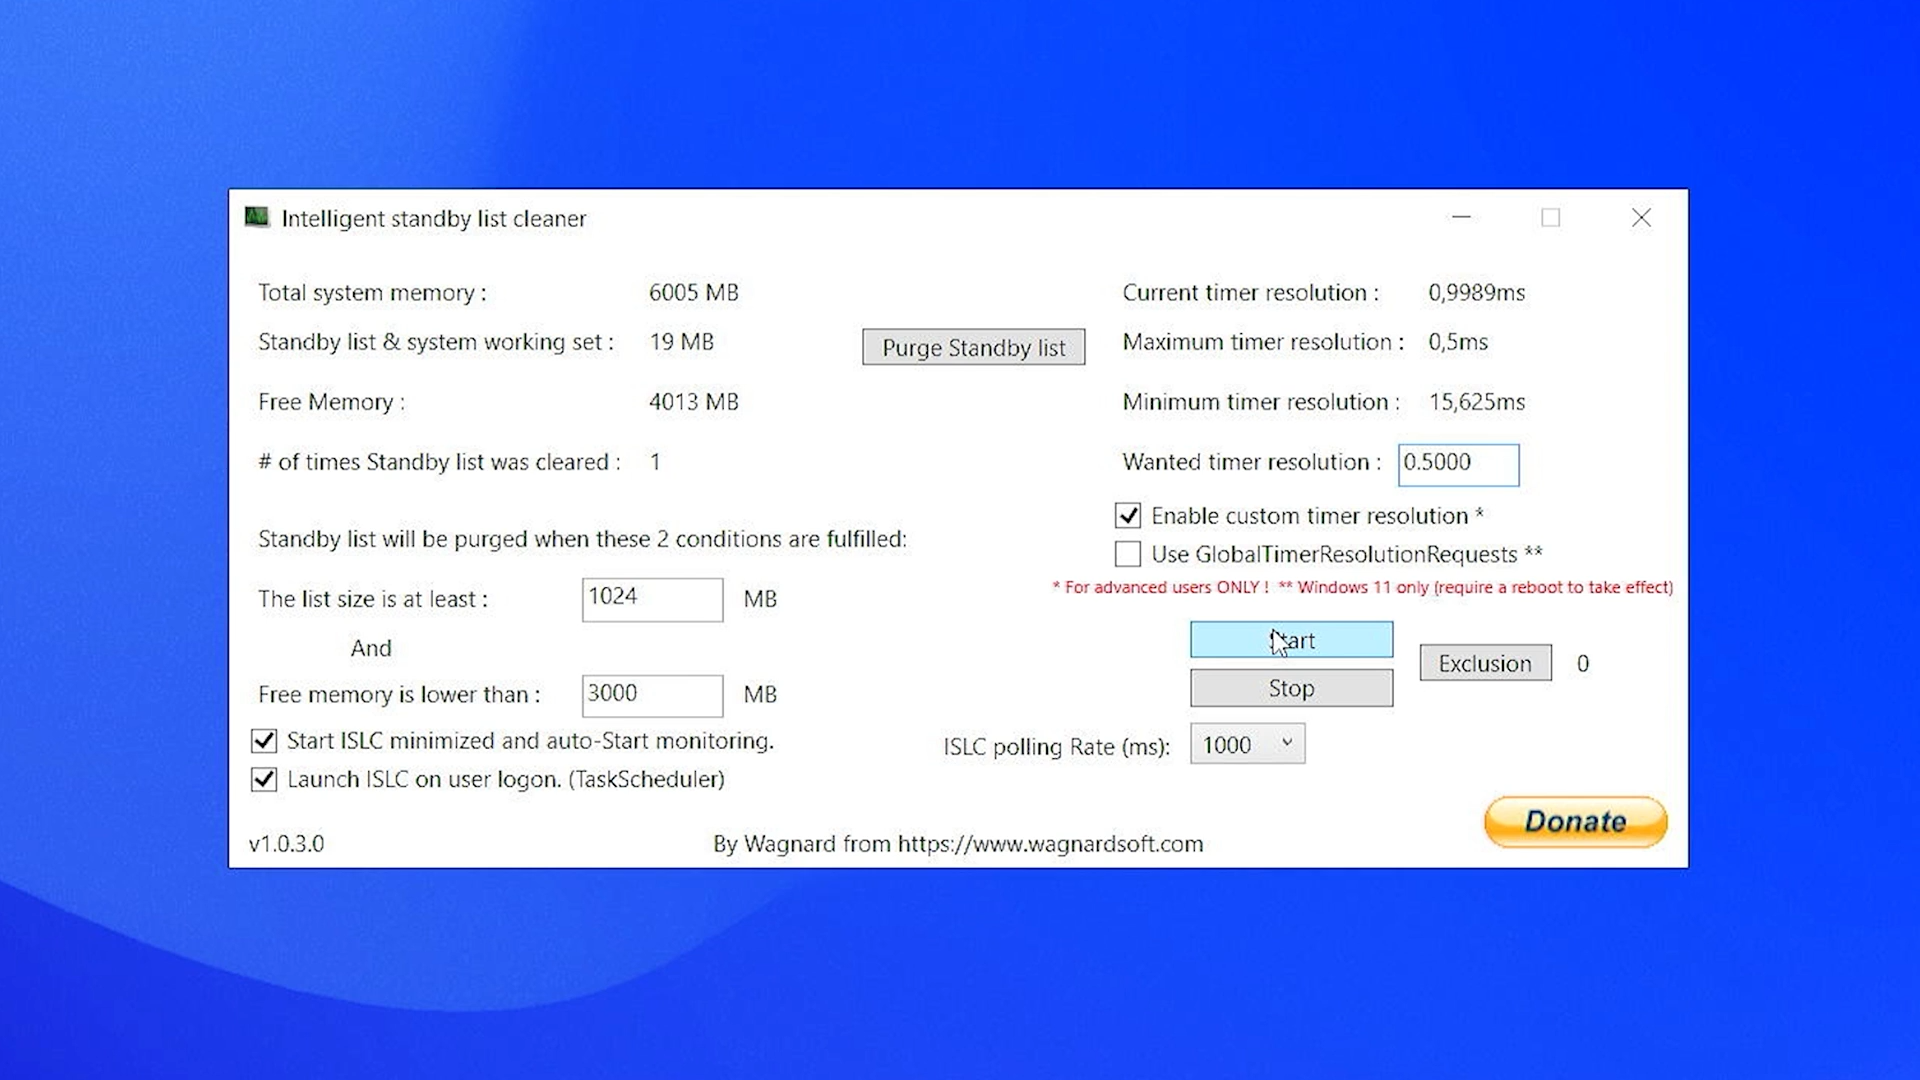 Intelligent standby list cleaner
Total system memory : 6005 MB
Standby list & system working set : 19 MB
Purge Standby list
Free Memory : 4013 MB
# of times Standby list was cleared : 1
Standby list will be purged when these 2 conditions are fulfilled:
The list size is at least : 1024 MB
And
Free memory is lower than : 3000 MB
Start ISLC minimized and auto-Start monitoring.
Launch ISLC on user logon. (TaskScheduler)
Current timer resolution : 0,9989ms
Maximum timer resolution : 0,5ms
Minimum timer resolution : 15,625ms
Wanted timer resolution : 0.5000
Enable custom timer resolution *
Use GlobalTimerResolutionRequests **
* For advanced users ONLY ! ** Windows 11 only (require a reboot to take effect)
Start
Stop
Exclusion 0
ISLC polling Rate (ms): 1000
Donate
v1.0.3.0
By Wagnard from https://www.wagnardsoft.com